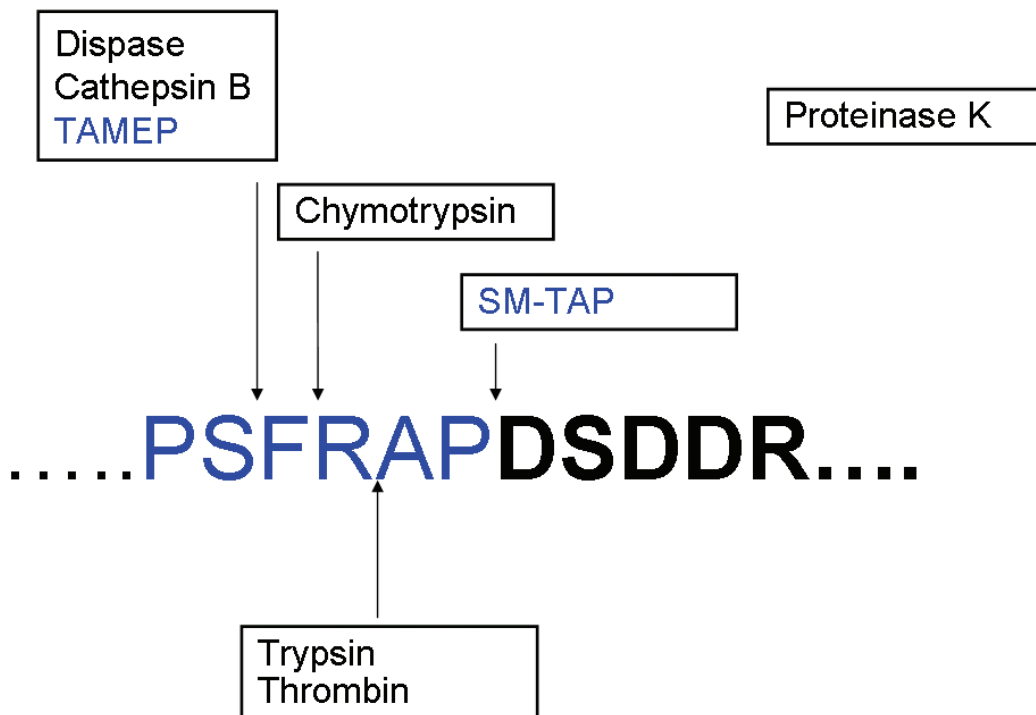 Dispase
Cathepsin B
TAMEP
Proteinase K
Chymotrypsin
SM-TAP
.....PSFRAPDSDDR....
Trypsin
Thrombin